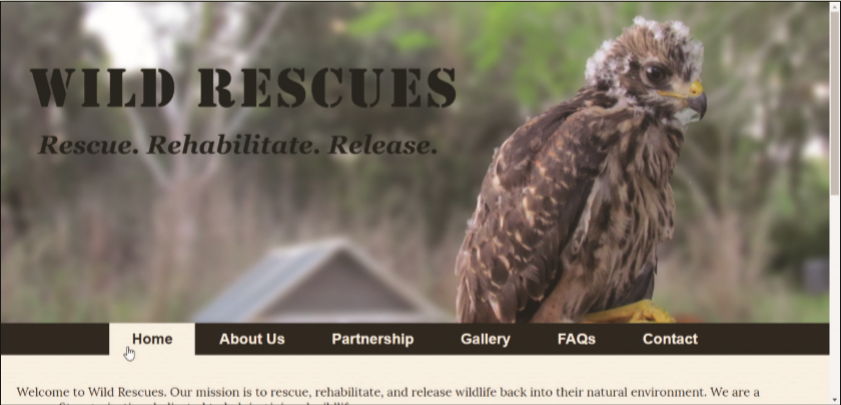 WILD RESCUES
Rescue. Rehabilitate. Release.
Home About Us Partnership Gallery FAQs Contact
Welcome to Wild Rescues. Our mission is to rescue, rehabilitate, and release wildlife back into their natural environment. We are a